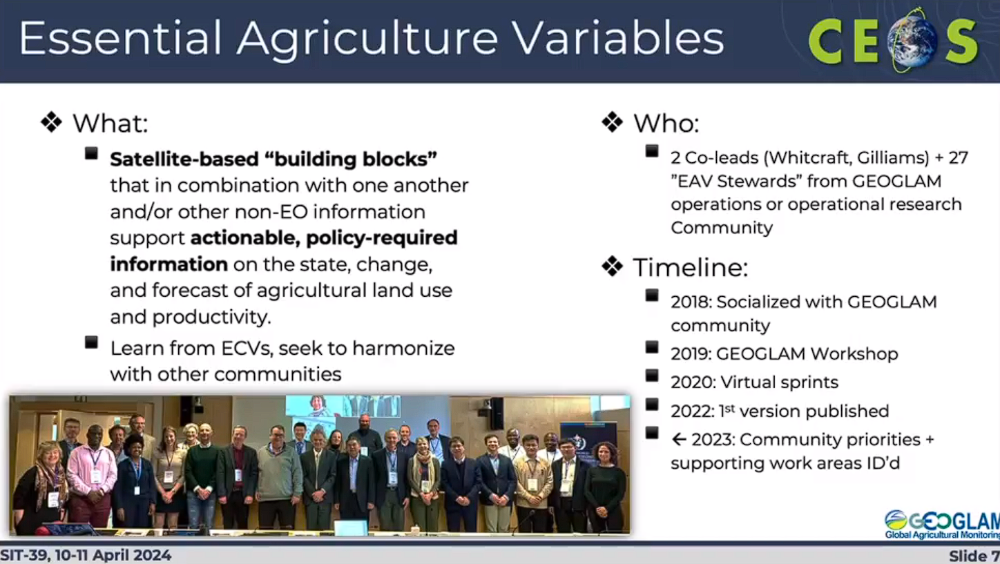 Essential Agriculture Variables
CEOS
❖ What:
▪ Satellite-based “building blocks”
that in combination with one another
and/or other non-EO information
support actionable, policy-required
information on the state, change,
and forecast of agricultural land use
and productivity.
▪ Learn from ECVs, seek to harmonize
with other communities
❖ Who:
▪ 2 Co-leads (Whitcraft, Gilliams) + 27
”EAV Stewards” from GEOGLAM
operations or operational research
Community
❖ Timeline:
▪ 2018: Socialized with GEOGLAM
community
▪ 2019: GEOGLAM Workshop
▪ 2020: Virtual sprints
▪ 2022: 1st version published
▪ ← 2023: Community priorities +
supporting work areas ID’d
GEOGLAM
Global Agricultural Monitoring
SIT-39, 10-11 April 2024
Slide 7